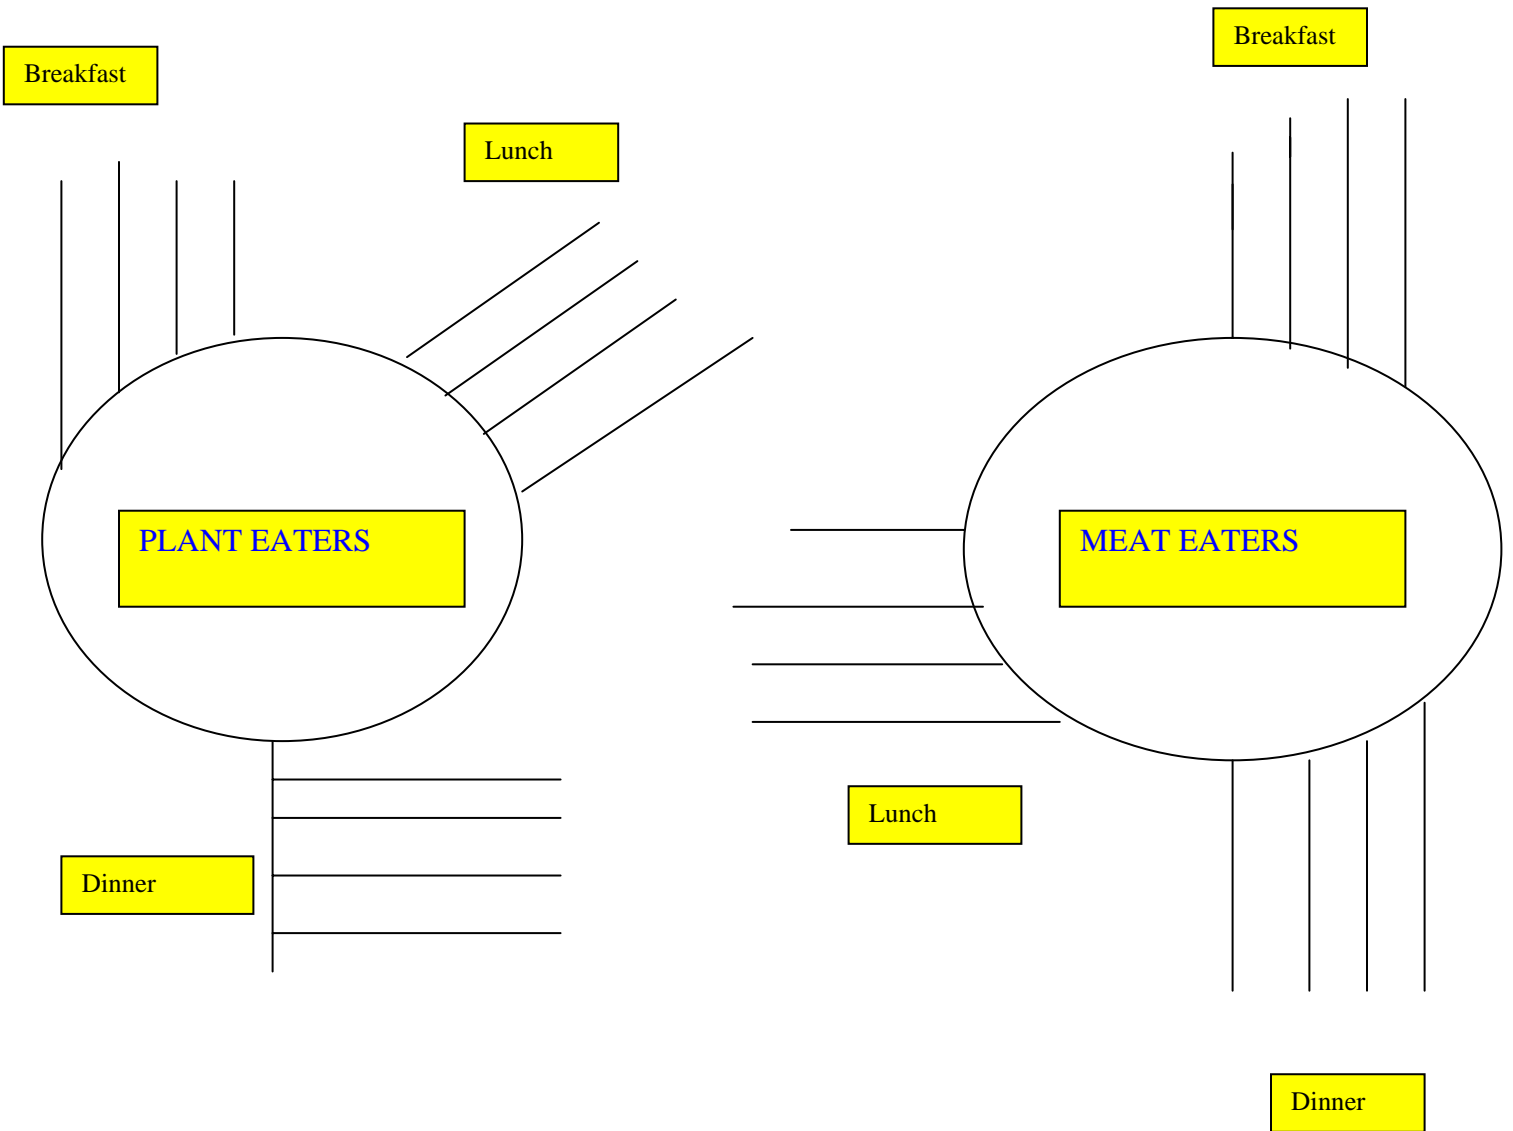 Breakfast
Lunch
PLANT EATERS
Dinner
Breakfast
MEAT EATERS
Lunch
Dinner